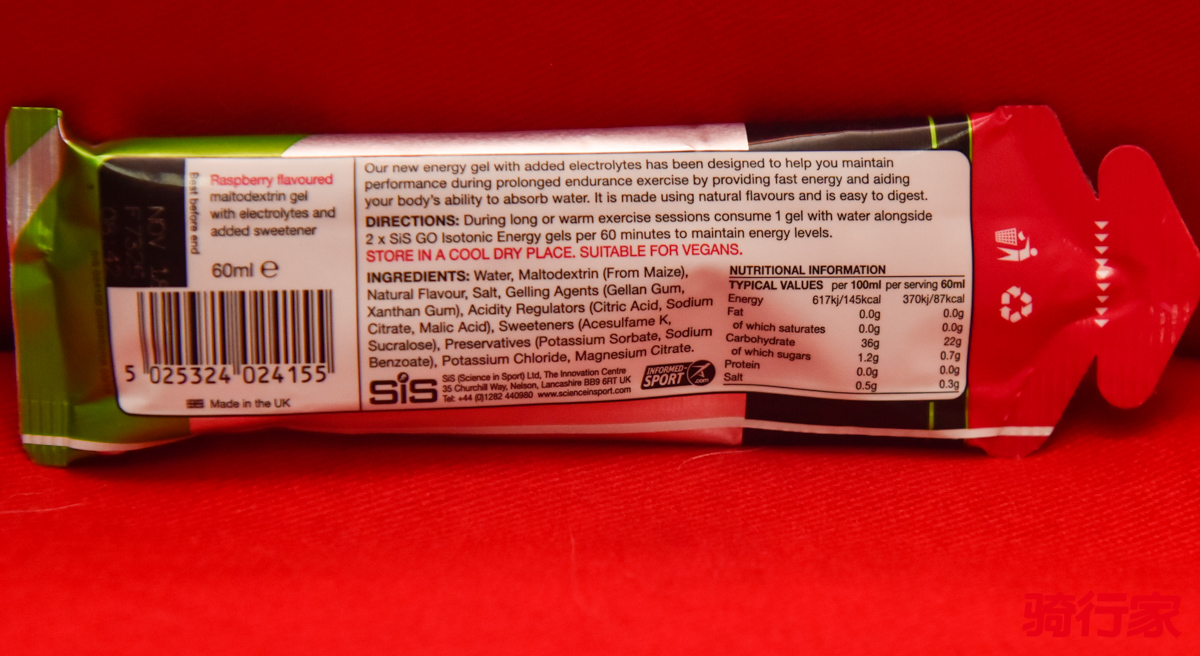 Best before end
NOV
Raspberry flavoured
maltodextrin gel
with electrolytes and
added sweetener
60ml ℮
5 025324 024155
Made in the UK
Our new energy gel with added electrolytes has been designed to help you maintain
performance during prolonged endurance exercise by providing fast energy and aiding
your body's ability to absorb water. It is made using natural flavours and is easy to digest.
DIRECTIONS: During long or warm exercise sessions consume 1 gel with water alongside
2 x SiS GO Isotonic Energy gels per 60 minutes to maintain energy levels.
STORE IN A COOL DRY PLACE. SUITABLE FOR VEGANS.
INGREDIENTS: Water, Maltodextrin (From Maize),
Natural Flavour, Salt, Gelling Agents (Gellan Gum,
Xanthan Gum), Acidity Regulators (Citric Acid, Sodium
Citrate, Malic Acid), Sweeteners (Acesulfame K,
Sucralose), Preservatives (Potassium Sorbate, Sodium
Benzoate), Potassium Chloride, Magnesium Citrate.
SiS
SiS (Science in Sport) Ltd, The Innovation Centre
35 Churchill Way, Nelson, Lancashire BB9 6RT UK
Tel: +44 (0)1282 440980 www.scienceinsport.com
INFORMED-
SPORT
.com
NUTRITIONAL INFORMATION
TYPICAL VALUES per 100ml per serving 60ml
Energy 617kj/145kcal 370kj/87kcal
Fat 0.0g 0.0g
of which saturates 0.0g 0.0g
Carbohydrate 36g 22g
of which sugars 1.2g 0.7g
Protein 0.0g 0.0g
Salt 0.5g 0.3g
骑行家